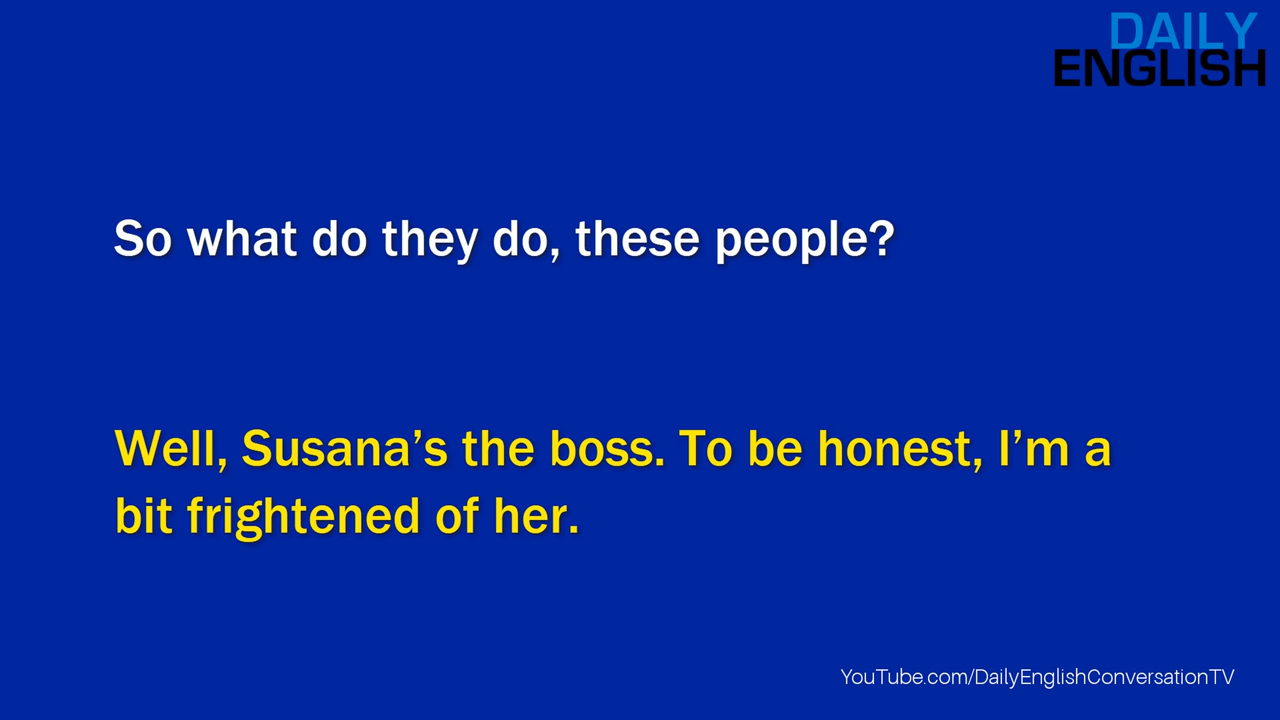 DAILY
ENGLISH
So what do they do, these people?
Well, Susana’s the boss. To be honest, I’m a
bit frightened of her.
YouTube.com/DailyEnglishConversationTV